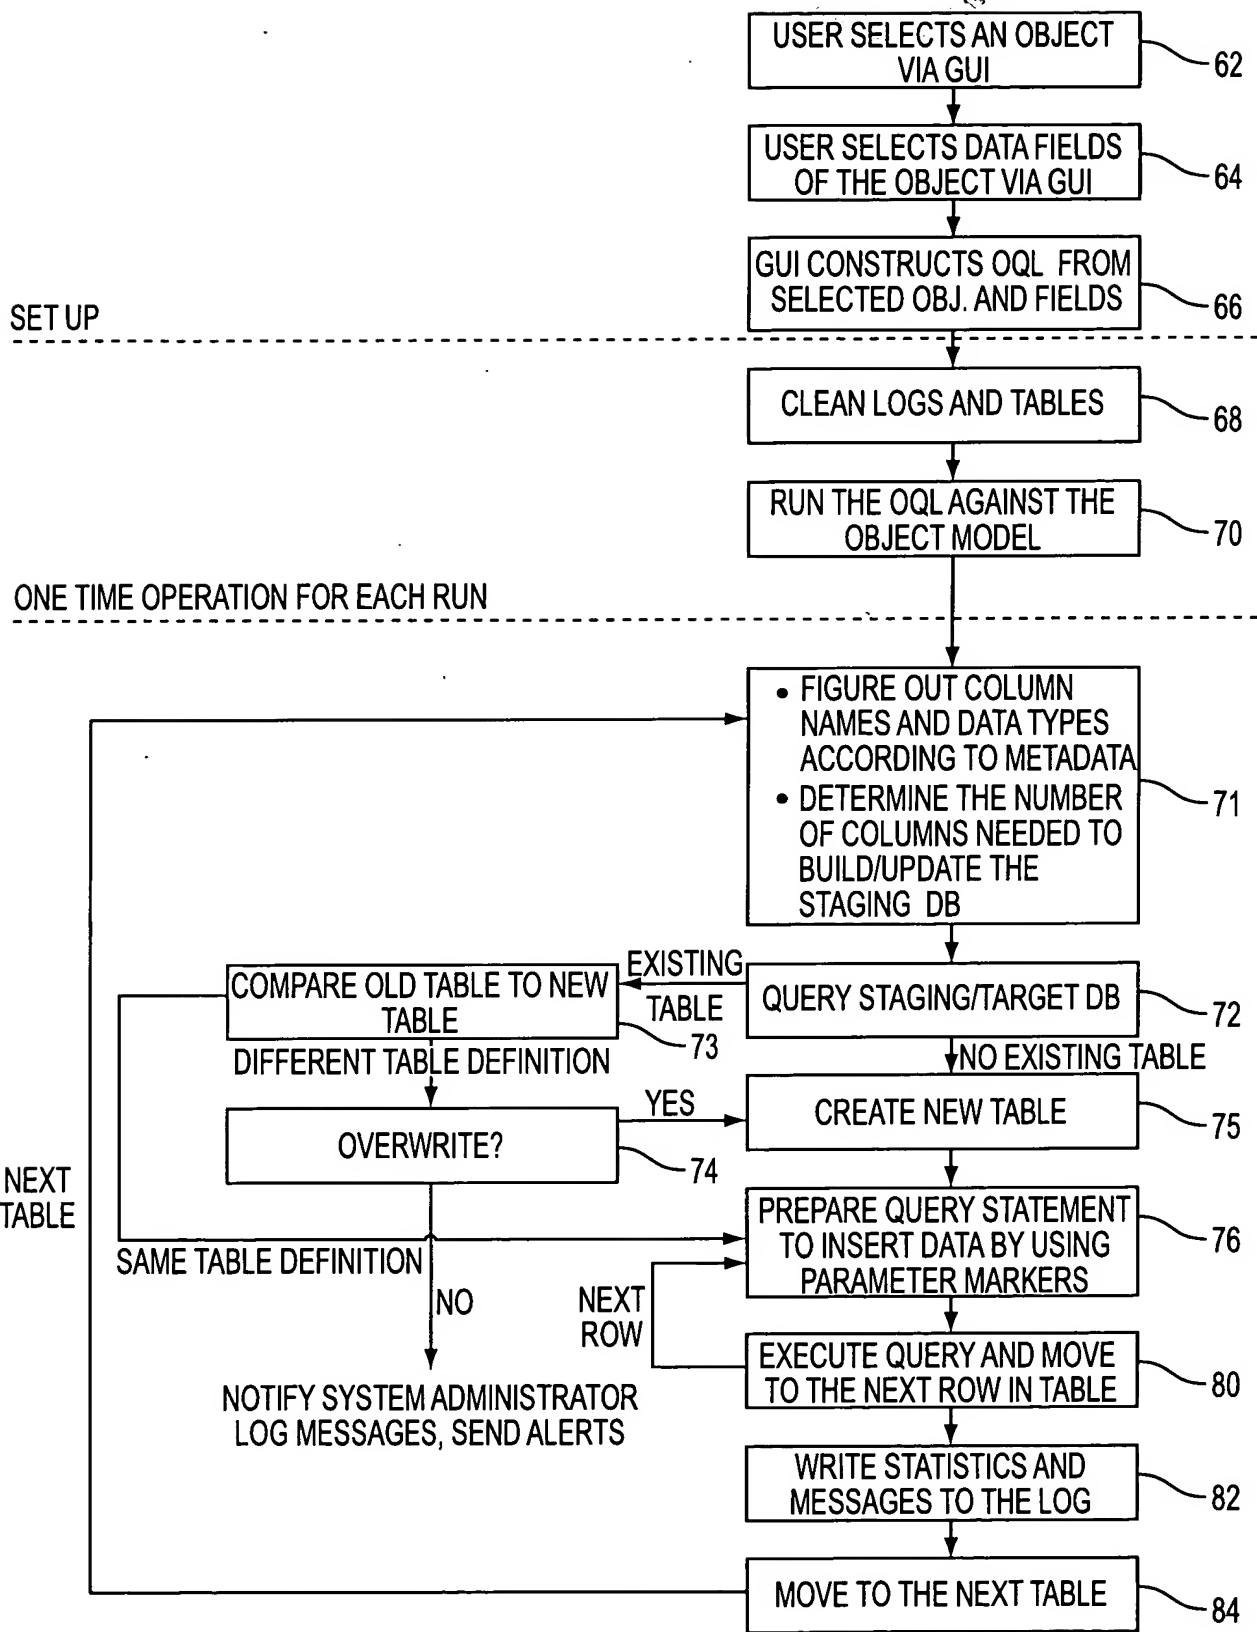 USER SELECTS AN OBJECT
VIA GUI
62
USER SELECTS DATA FIELDS
OF THE OBJECT VIA GUI
64
GUI CONSTRUCTS OQL FROM
SELECTED OBJ. AND FIELDS
66
SET UP
CLEAN LOGS AND TABLES
68
RUN THE OQL AGAINST THE
OBJECT MODEL
70
ONE TIME OPERATION FOR EACH RUN
• FIGURE OUT COLUMN
NAMES AND DATA TYPES
ACCORDING TO METADATA
• DETERMINE THE NUMBER
OF COLUMNS NEEDED TO
BUILD/UPDATE THE
STAGING DB
71
EXISTING
TABLE
COMPARE OLD TABLE TO NEW
TABLE
73
QUERY STAGING/TARGET DB
72
DIFFERENT TABLE DEFINITION
NO EXISTING TABLE
OVERWRITE?
74
YES
CREATE NEW TABLE
75
NEXT
TABLE
PREPARE QUERY STATEMENT
TO INSERT DATA BY USING
PARAMETER MARKERS
76
SAME TABLE DEFINITION
NO
NEXT
ROW
EXECUTE QUERY AND MOVE
TO THE NEXT ROW IN TABLE
80
NOTIFY SYSTEM ADMINISTRATOR
LOG MESSAGES, SEND ALERTS
WRITE STATISTICS AND
MESSAGES TO THE LOG
82
MOVE TO THE NEXT TABLE
84